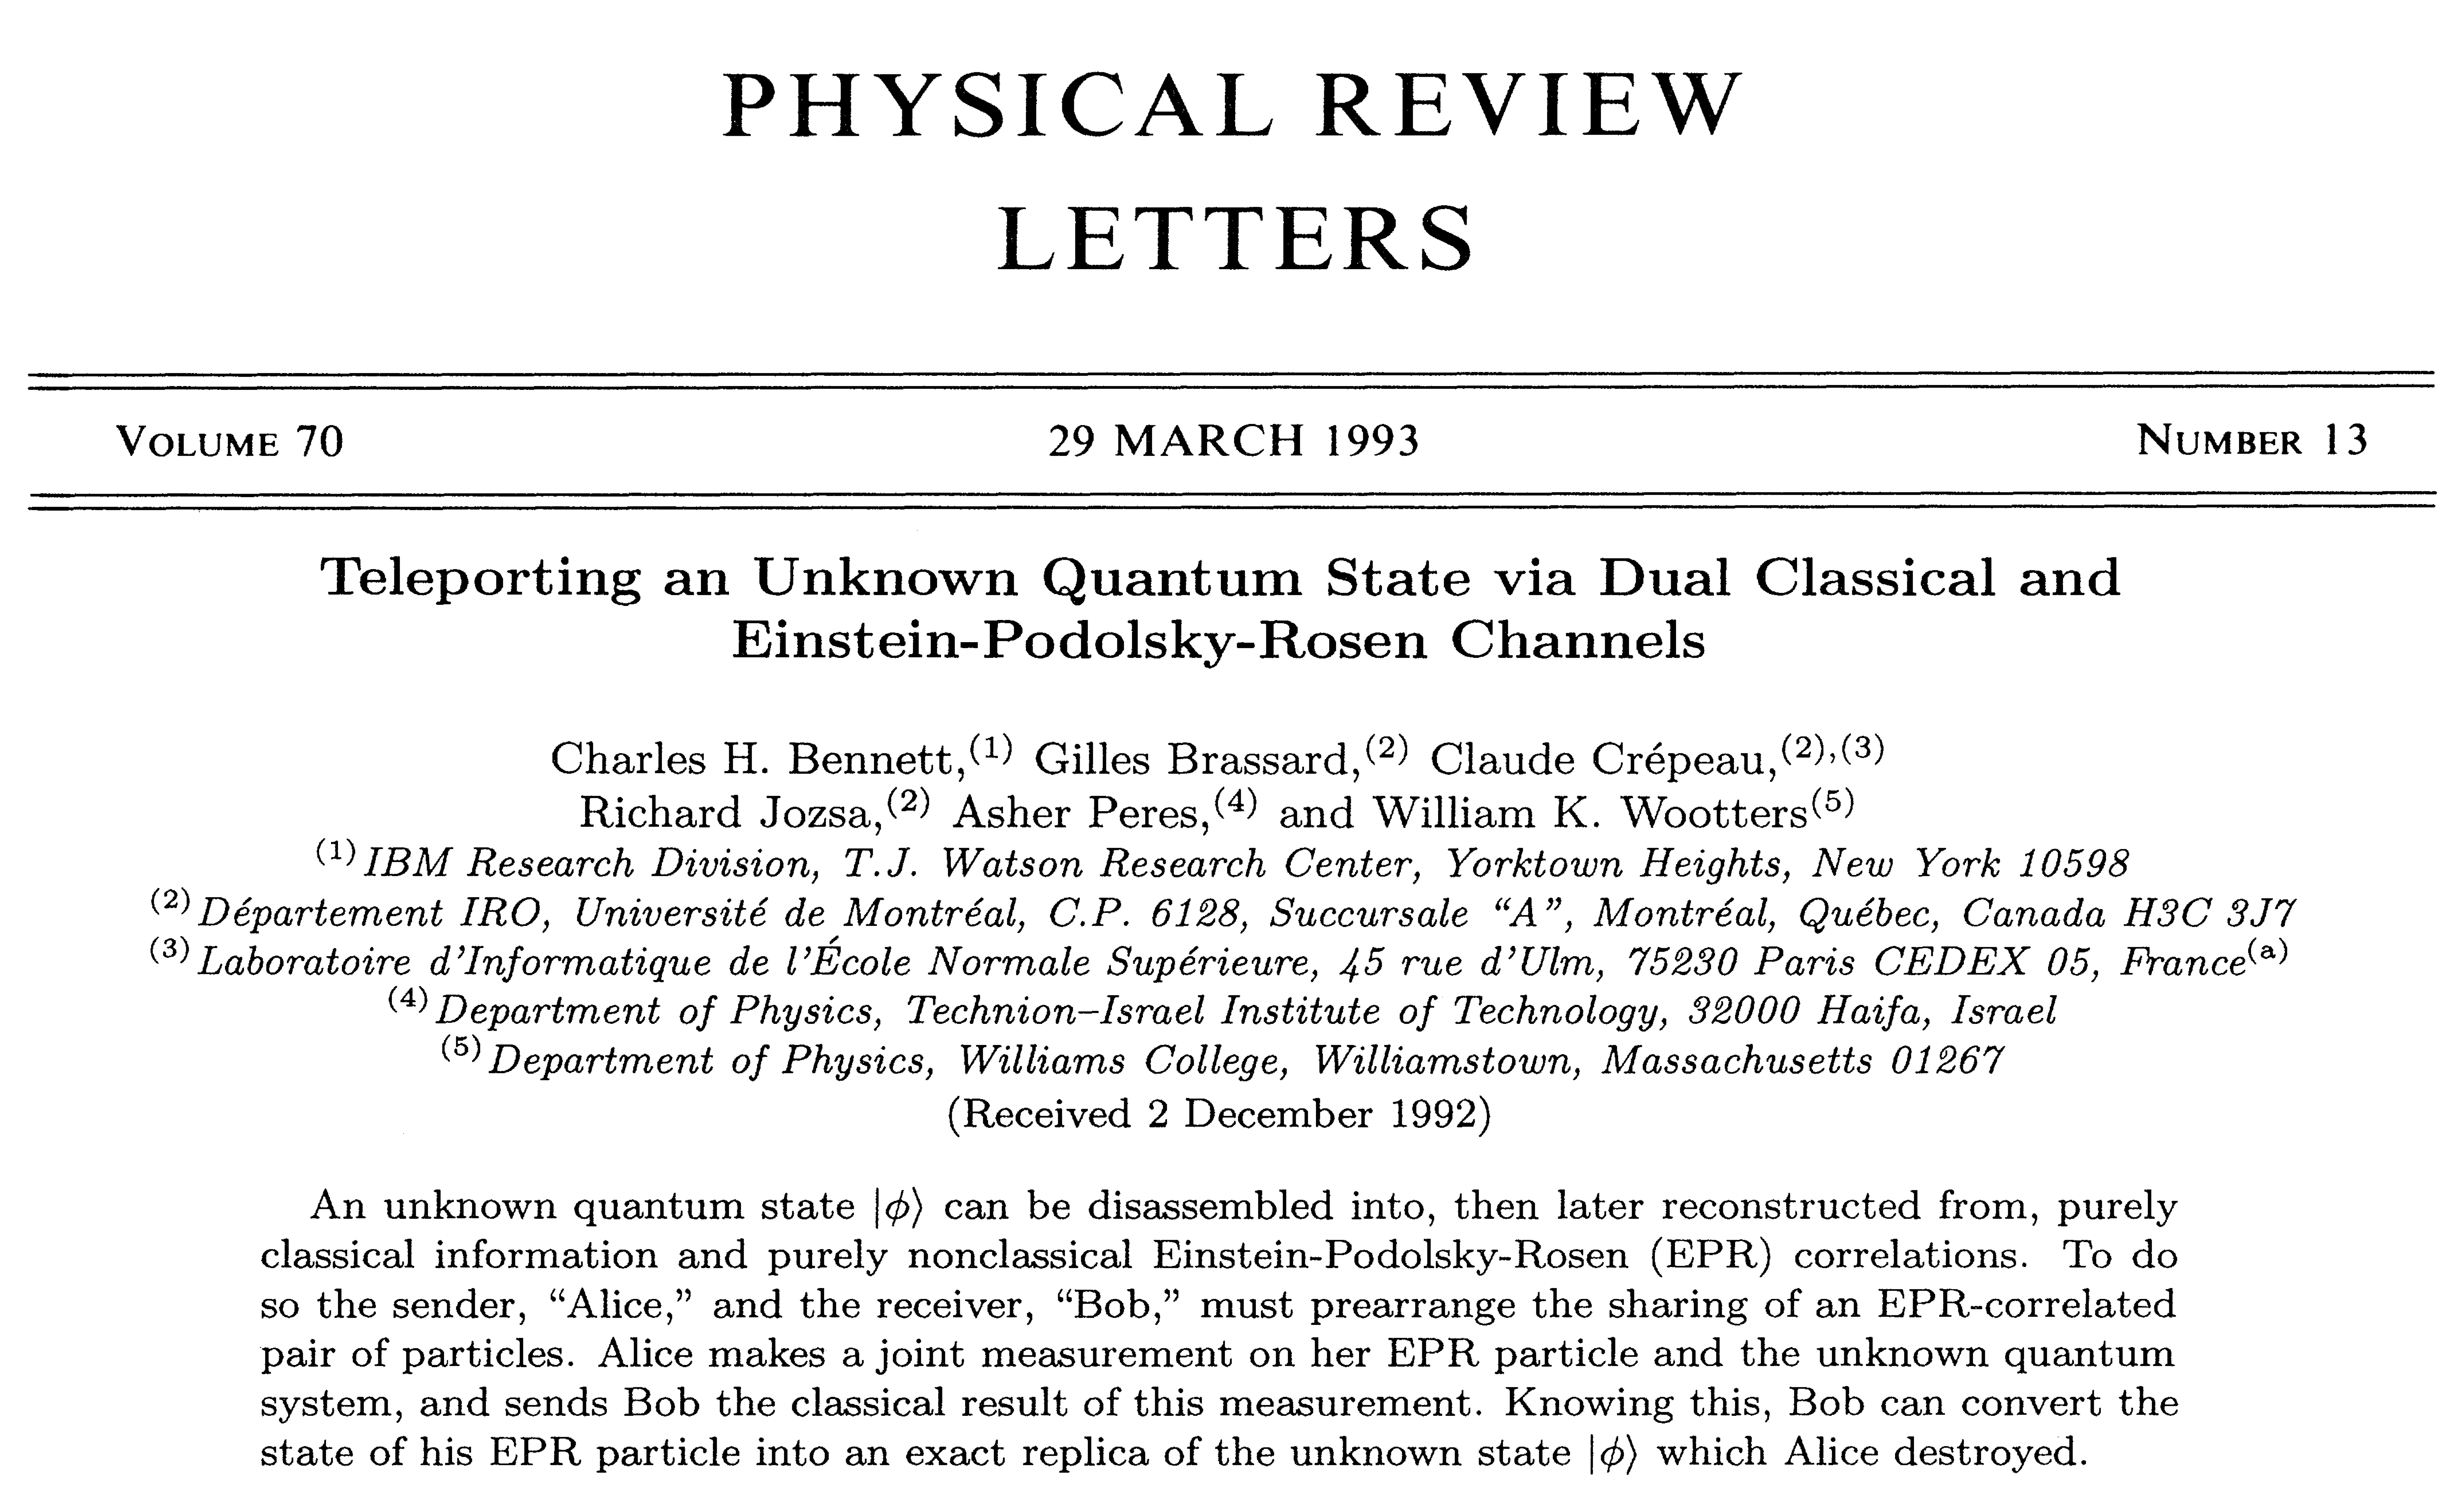 PHYSICAL REVIEW
LETTERS
VOLUME 70
29 MARCH 1993
NUMBER 13
Teleporting an Unknown Quantum State via Dual Classical and
Einstein-Podolsky-Rosen Channels
Charles H. Bennett,(1) Gilles Brassard,(2) Claude Crépeau,(2),(3)
Richard Jozsa,(2) Asher Peres,(4) and William K. Wootters(5)
(1) IBM Research Division, T.J. Watson Research Center, Yorktown Heights, New York 10598
(2) Département IRO, Université de Montréal, C.P. 6128, Succursale “A”, Montréal, Québec, Canada H3C 3J7
(3) Laboratoire d’Informatique de l’École Normale Supérieure, 45 rue d’Ulm, 75230 Paris CEDEX 05, France(a)
(4) Department of Physics, Technion–Israel Institute of Technology, 32000 Haifa, Israel
(5) Department of Physics, Williams College, Williamstown, Massachusetts 01267
(Received 2 December 1992)
An unknown quantum state |ϕ⟩ can be disassembled into, then later reconstructed from, purely
classical information and purely nonclassical Einstein-Podolsky-Rosen (EPR) correlations. To do
so the sender, “Alice,” and the receiver, “Bob,” must prearrange the sharing of an EPR-correlated
pair of particles. Alice makes a joint measurement on her EPR particle and the unknown quantum
system, and sends Bob the classical result of this measurement. Knowing this, Bob can convert the
state of his EPR particle into an exact replica of the unknown state |ϕ⟩ which Alice destroyed.